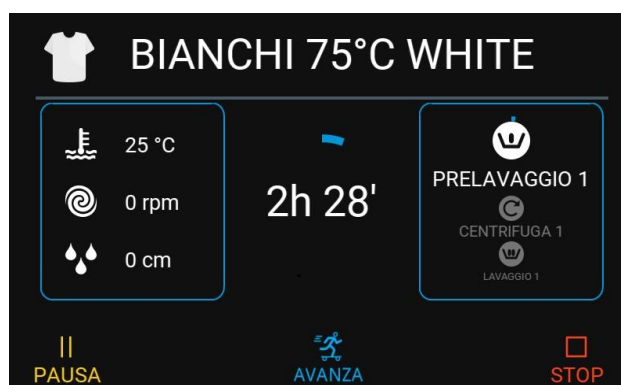 BIANCHI 75°C WHITE
25 °C
0 rpm
0 cm
2h 28'
PRELAVAGGIO 1
CENTRIFUGA 1
LAVAGGIO 1
PAUSA
AVANZA
STOP